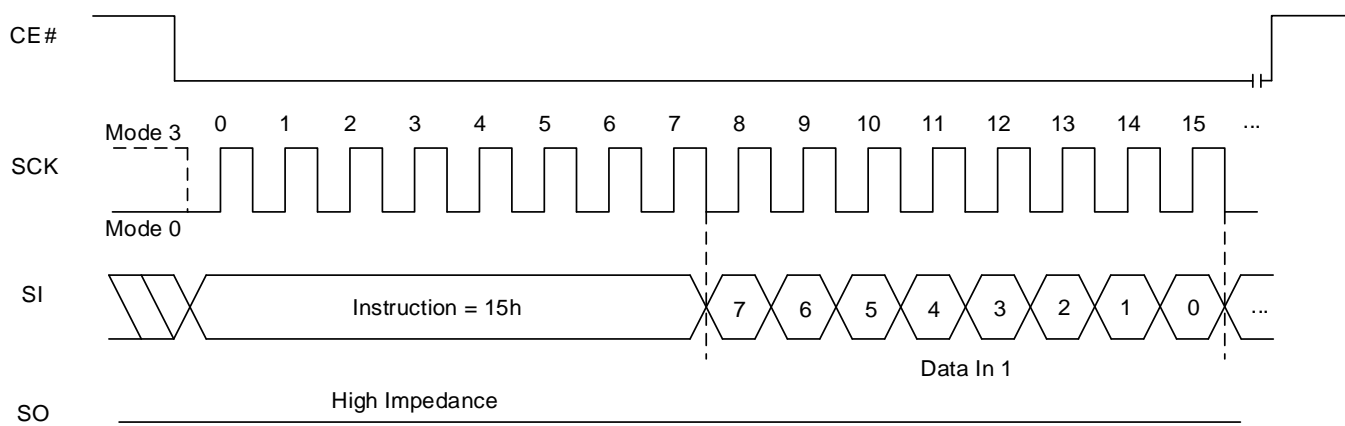 CE#
Mode 3 0 1 2 3 4 5 6 7 8 9 10 11 12 13 14 15 ...
SCK
Mode 0
SI Instruction = 15h 7 6 5 4 3 2 1 0 ...
Data In 1
High Impedance
SO